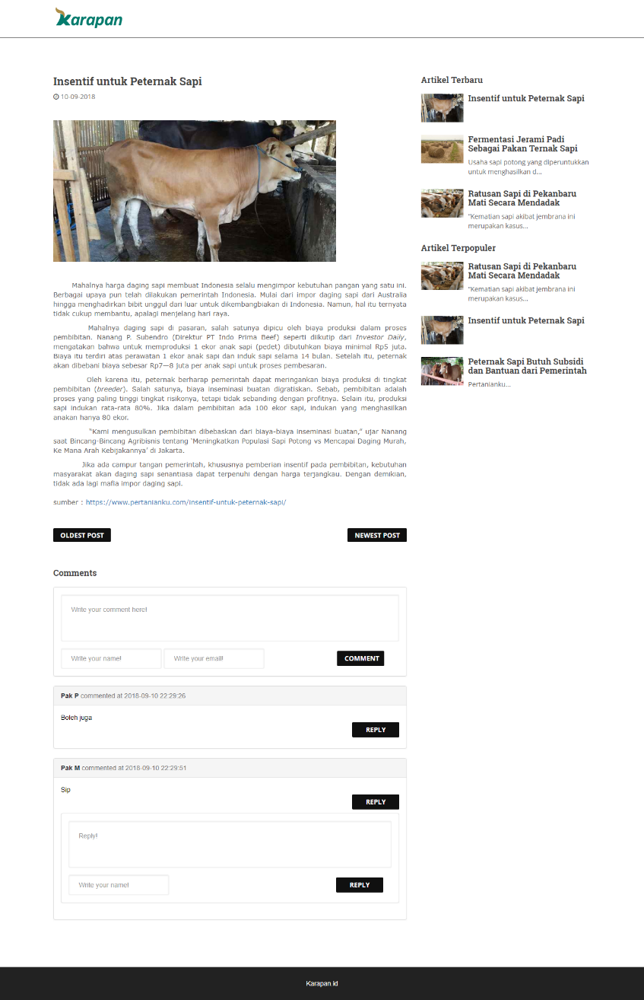 Karapan
Insentif untuk Peternak Sapi
10-09-2018
Mahalnya harga daging sapi membuat Indonesia selalu mengimpor kebutuhan pangan yang satu ini.
Berbagai upaya pun telah dilakukan pemerintah Indonesia. Mulai dari impor daging sapi dari Australia
hingga menghadirkan bibit unggul dari luar untuk dikembangbiakan di Indonesia. Namun, hal itu ternyata
tidak cukup membantu, apalagi menjelang hari raya.
Mahalnya daging sapi di pasaran, salah satunya dipicu oleh biaya produksi dalam proses
pembibitan. Nanang P. Subendro (Direktur PT Indo Prima Beef) seperti dikutip dari Investor Daily,
mengatakan bahwa untuk memproduksi 1 ekor anak sapi (pedet) dibutuhkan biaya minimal Rp5 juta.
Biaya itu terdiri atas perawatan 1 ekor anak sapi dan induk sapi selama 14 bulan. Setelah itu, peternak
akan dibebani biaya sebesar Rp7—8 juta per anak sapi untuk proses pembesaran.
Oleh karena itu, peternak berharap pemerintah dapat meringankan biaya produksi di tingkat
pembibitan (breeder). Salah satunya, biaya inseminasi buatan digratiskan. Sebab, pembibitan adalah
proses yang paling tinggi tingkat risikonya, tetapi tidak sebanding dengan profitnya. Selain itu, produksi
sapi indukan rata-rata 80%. Jika dalam pembibitan ada 100 ekor sapi, indukan yang menghasilkan
anakan hanya 80 ekor.
“Kami mengusulkan pembibitan dibebaskan dari biaya-biaya inseminasi buatan,” ujar Nanang
saat Bincang-Bincang Agribisnis tentang ‘Meningkatkan Populasi Sapi Potong vs Mencapai Daging Murah,
Ke Mana Arah Kebijakannya’ di Jakarta.
Jika ada campur tangan pemerintah, khususnya pemberian insentif pada pembibitan, kebutuhan
masyarakat akan daging sapi senantiasa dapat terpenuhi dengan harga terjangkau. Dengan demikian,
tidak ada lagi mafia impor daging sapi.
sumber : https://www.pertanianku.com/insentif-untuk-peternak-sapi/
OLDEST POST
NEWEST POST
Comments
Write your comment here!
Write your name!
Write your email!
COMMENT
Pak P commented at 2018-09-10 22:29:26
Boleh juga
REPLY
Pak M commented at 2018-09-10 22:29:51
Sip
REPLY
Reply!
Write your name!
REPLY
Artikel Terbaru
Insentif untuk Peternak Sapi
Fermentasi Jerami Padi
Sebagai Pakan Ternak Sapi
Usaha sapi potong yang diperuntukkan
untuk menghasilkan d...
Ratusan Sapi di Pekanbaru
Mati Secara Mendadak
“Kematian sapi akibat jembrana ini
merupakan kasus...
Artikel Terpopuler
Ratusan Sapi di Pekanbaru
Mati Secara Mendadak
“Kematian sapi akibat jembrana ini
merupakan kasus...
Insentif untuk Peternak Sapi
Peternak Sapi Butuh Subsidi
dan Bantuan dari Pemerintah
Pertanianku...
Karapan.id